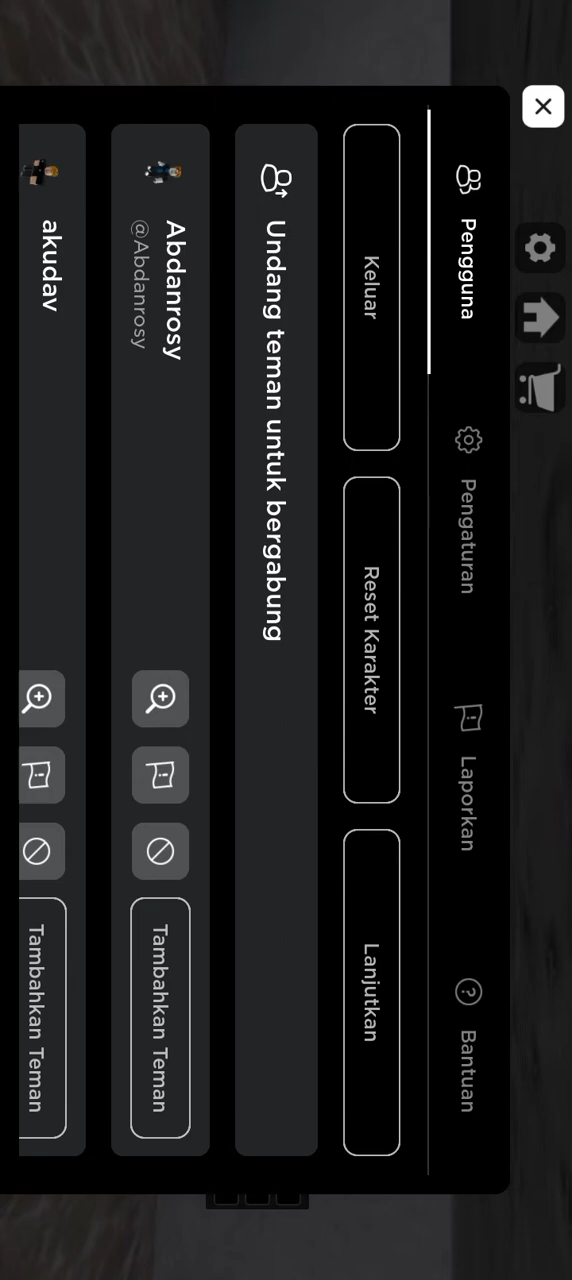 Pengguna
Pengaturan
Laporkan
Bantuan
Keluar
Reset Karakter
Lanjutkan
Undang teman untuk bergabung
Abdanrosy
@Abdanrosy
Tambahkan Teman
akudav
Tambahkan Teman